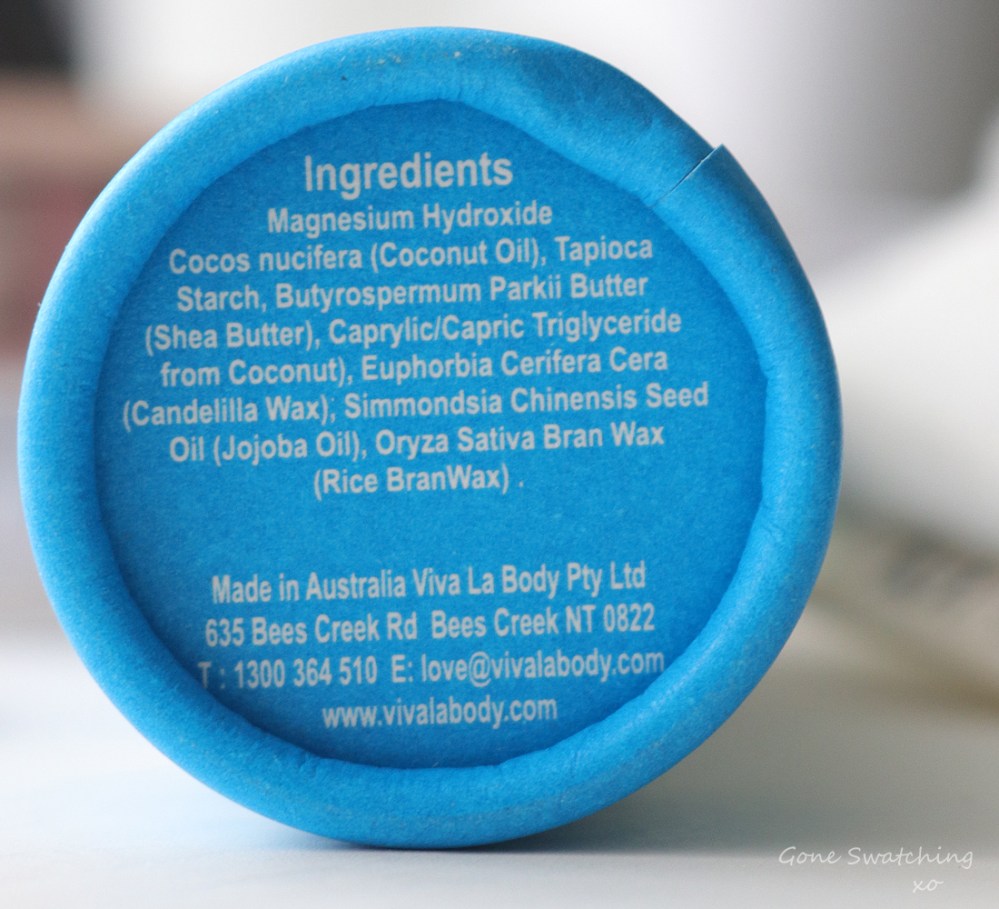 Ingredients
Magnesium Hydroxide
Cocos nucifera (Coconut Oil), Tapioca
Starch, Butyrospermum Parkii Butter
(Shea Butter), Caprylic/Capric Triglyceride
from Coconut), Euphorbia Cerifera Cera
(Candelilla Wax), Simmondsia Chinensis Seed
Oil (Jojoba Oil), Oryza Sativa Bran Wax
(Rice BranWax) .
Made in Australia Viva La Body Pty Ltd
635 Bees Creek Rd Bees Creek NT 0822
T : 1300 364 510 E: love@vivalabody.com
www.vivalabody.com
Gone Swatching
xo